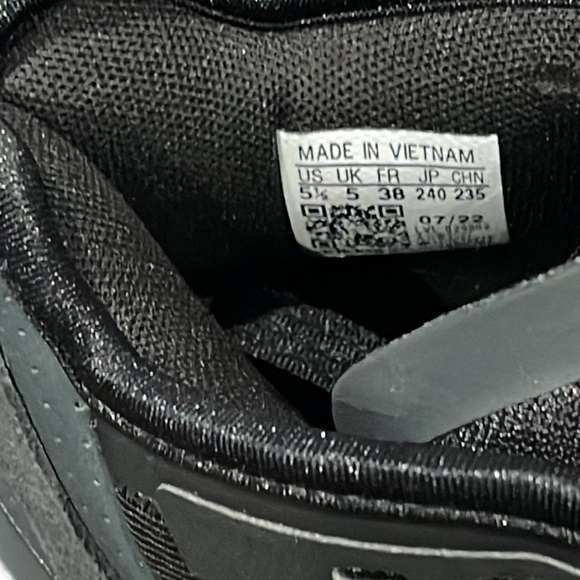 MADE IN VIETNAM
US UK FR JP CHN
5½ 5 38 240 235
07/22